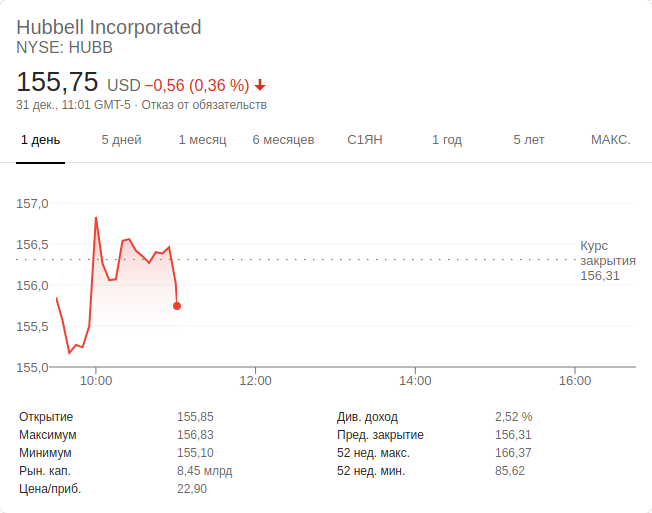 Hubbell Incorporated
NYSE: HUBB
155,75 USD −0,56 (0,36 %)
31 дек., 11:01 GMT-5 · Отказ от обязательств
1 день 5 дней 1 месяц 6 месяцев С1ЯН 1 год 5 лет МАКС.
157,0
156,5
156,0
155,5
155,0
Курс
закрытия
156,31
10:00 12:00 14:00 16:00
Открытие 155,85 Див. доход 2,52 %
Максимум 156,83 Пред. закрытие 156,31
Минимум 155,10 52 нед. макс. 166,37
Рын. кап. 8,45 млрд 52 нед. мин. 85,62
Цена/приб. 22,90